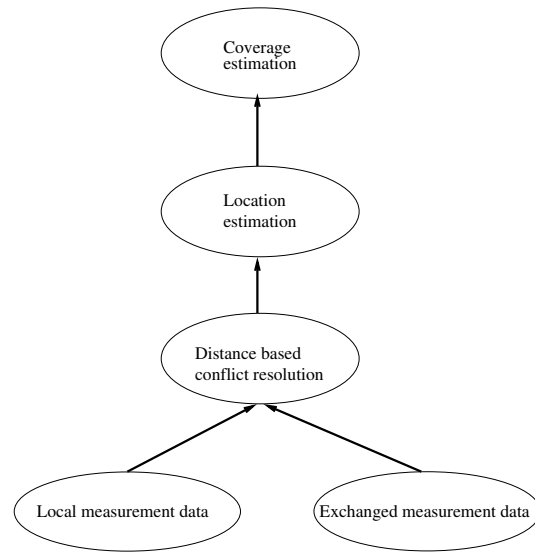 Coverage
estimation
Location
estimation
Distance based
conflict resolution
Local measurement data
Exchanged measurement data